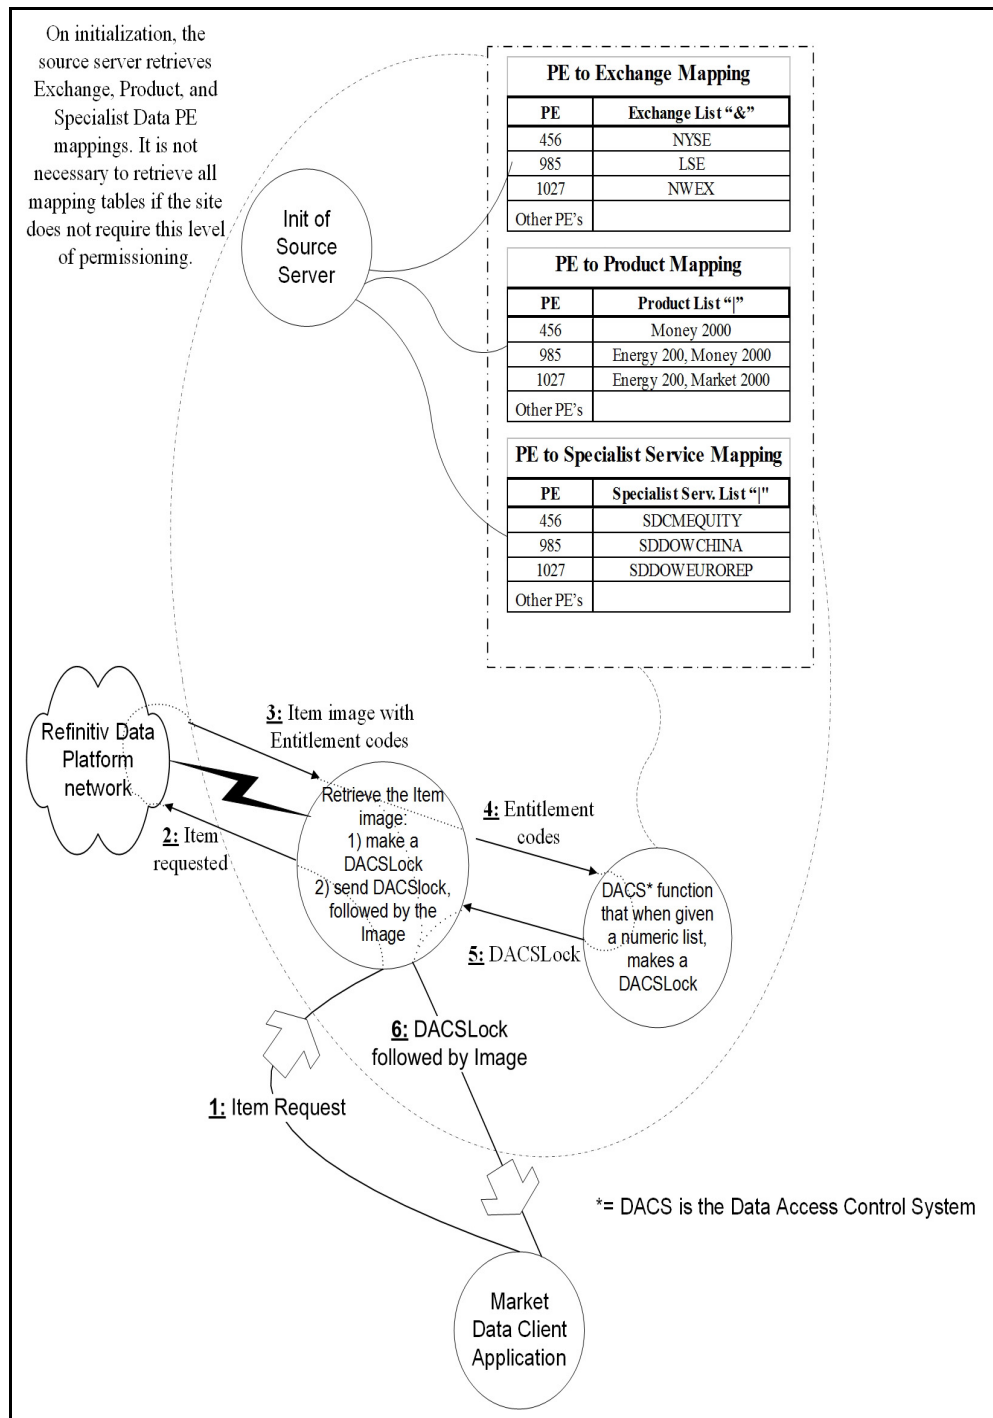 On initialization, the
source server retrieves
Exchange, Product, and
Specialist Data PE
mappings. It is not
necessary to retrieve all
mapping tables if the site
does not require this level
of permissioning.
Init of
Source
Server
PE to Exchange Mapping
PE Exchange List “&”
456 NYSE
985 LSE
1027 NWEX
Other PE's
PE to Product Mapping
PE Product List “|”
456 Money 2000
985 Energy 200, Money 2000
1027 Energy 200, Market 2000
Other PE's
PE to Specialist Service Mapping
PE Specialist Serv. List “|"
456 SDCMEQUITY
985 SDDOWCHINA
1027 SDDOWEUROREP
Other PE's
Refinitiv Data
Platform
network
3: Item image with
Entitlement codes
2: Item
requested
Retrieve the Item
image:
1) make a
DACSLock
2) send DACSlock,
followed by the
Image
4: Entitlement
codes
5: DACSLock
DACS* function
that when given
a numeric list,
makes a
DACSLock
6: DACSLock
followed by Image
1: Item Request
*= DACS is the Data Access Control System
Market
Data Client
Application